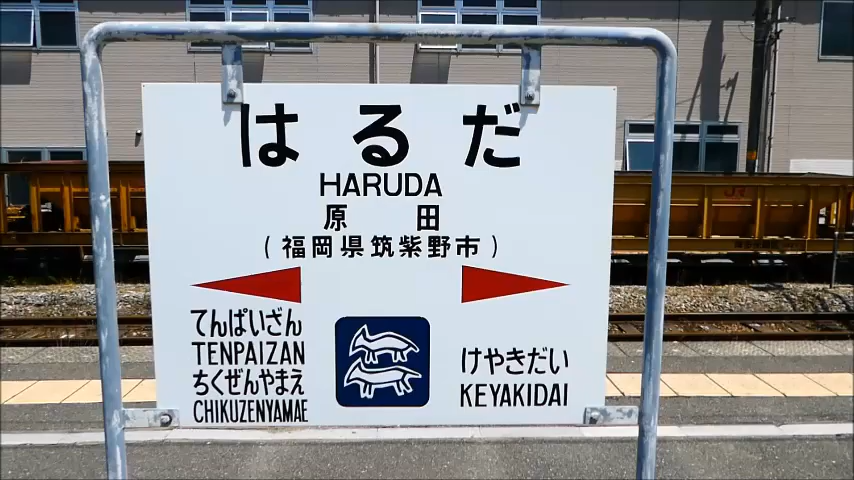 はるだ
HARUDA
原 田
(福岡県筑紫野市)
てんぱいざん
TENPAIZAN
ちくぜんやまえ
CHIKUZENYAMAE
けやきだい
KEYAKIDAI
JR